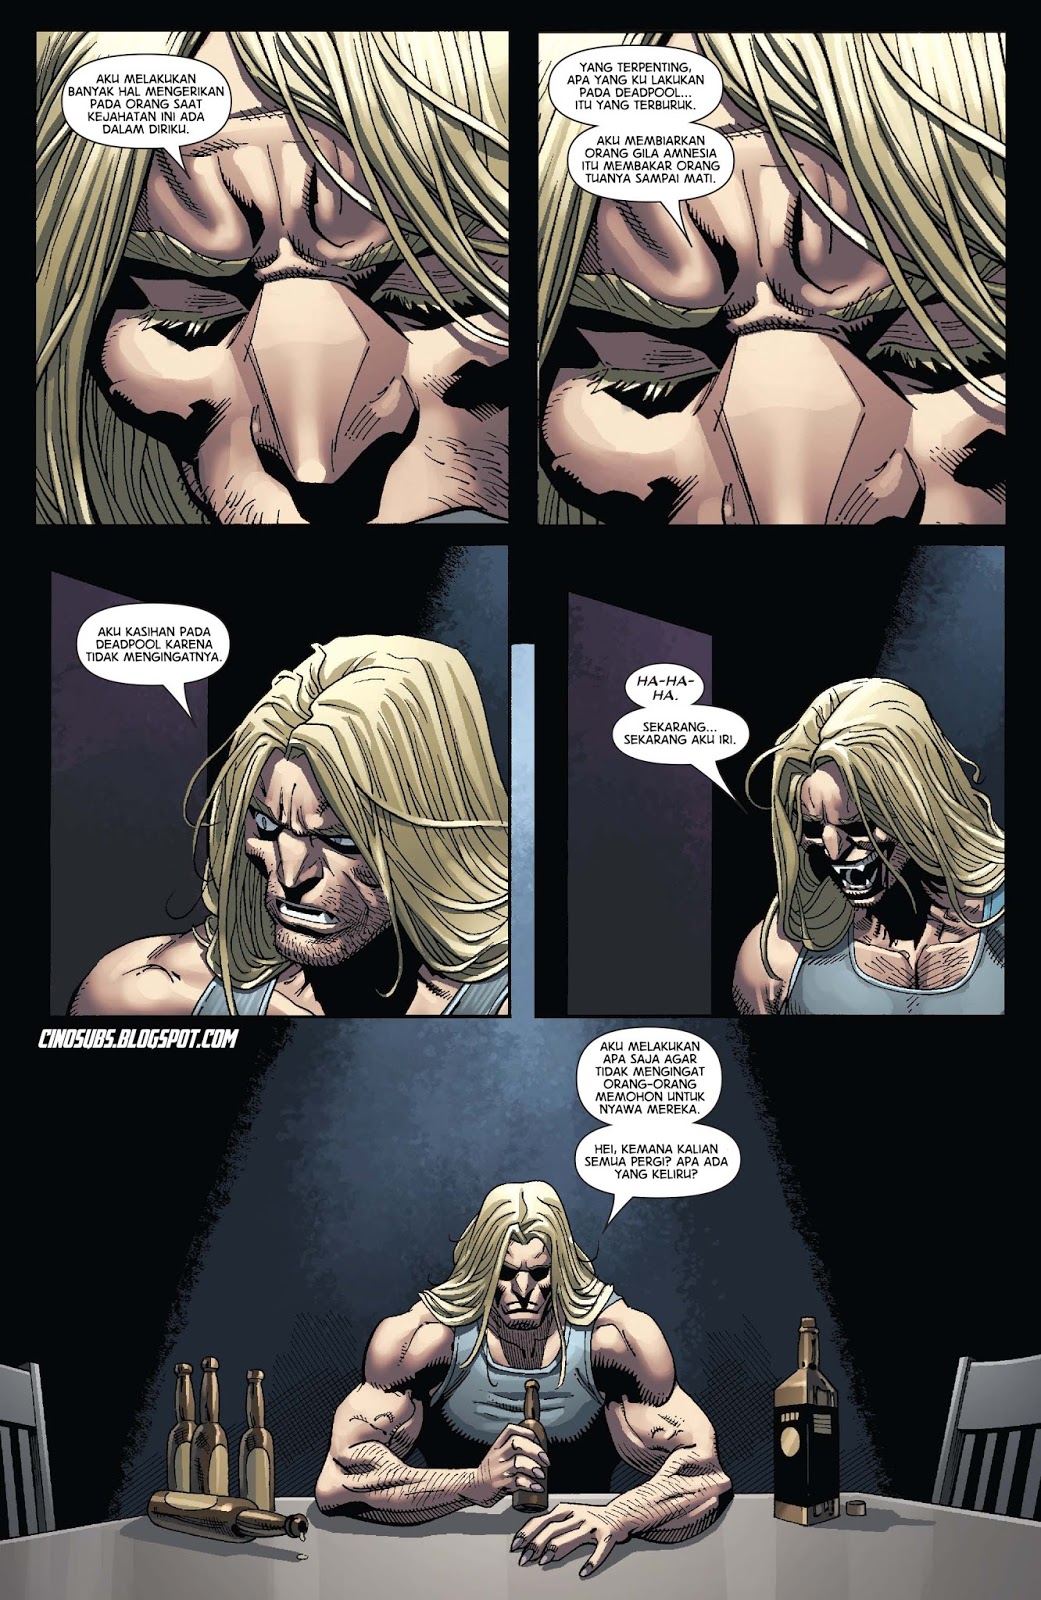 AKU MELAKUKAN
BANYAK HAL MENGERIKAN
PADA ORANG SAAT
KEJAHATAN INI ADA
DALAM DIRIKU.
YANG TERPENTING,
APA YANG KU LAKUKAN
PADA DEADPOOL...
ITU YANG TERBURUK.
AKU MEMBIARKAN
ORANG GILA AMNESIA
ITU MEMBAKAR ORANG
TUANYA SAMPAI MATI.
AKU KASIHAN PADA
DEADPOOL KARENA
TIDAK MENGINGATNYA.
HA-HA-
HA.
SEKARANG...
SEKARANG AKU IRI.
CINOSUBS.BLOGSPOT.COM
AKU MELAKUKAN
APA SAJA AGAR
TIDAK MENGINGAT
ORANG-ORANG
MEMOHON UNTUK
NYAWA MEREKA.
HEI, KEMANA KALIAN
SEMUA PERGI? APA ADA
YANG KELIRU?